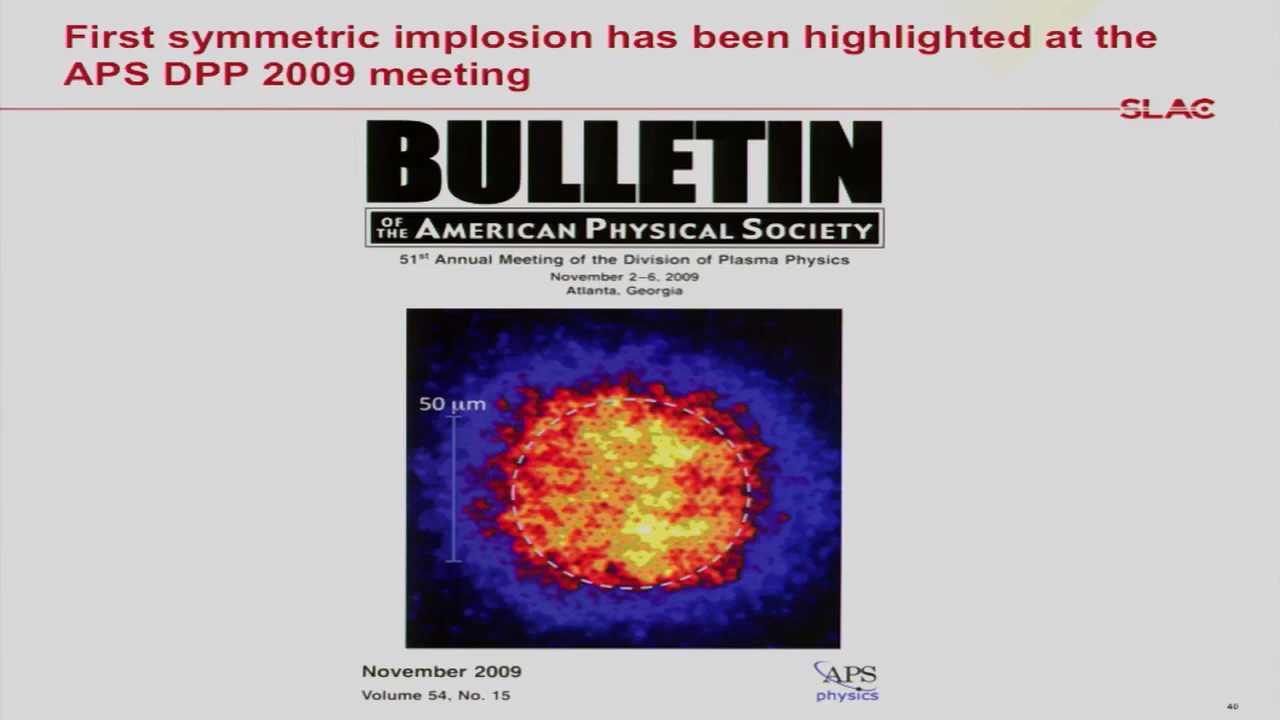 First symmetric implosion has been highlighted at the
APS DPP 2009 meeting
SLAC
BULLETIN
OF THE AMERICAN PHYSICAL SOCIETY
51st Annual Meeting of the Division of Plasma Physics
November 2–6, 2009
Atlanta, Georgia
50 μm
November 2009
Volume 54, No. 15
APS
physics
40